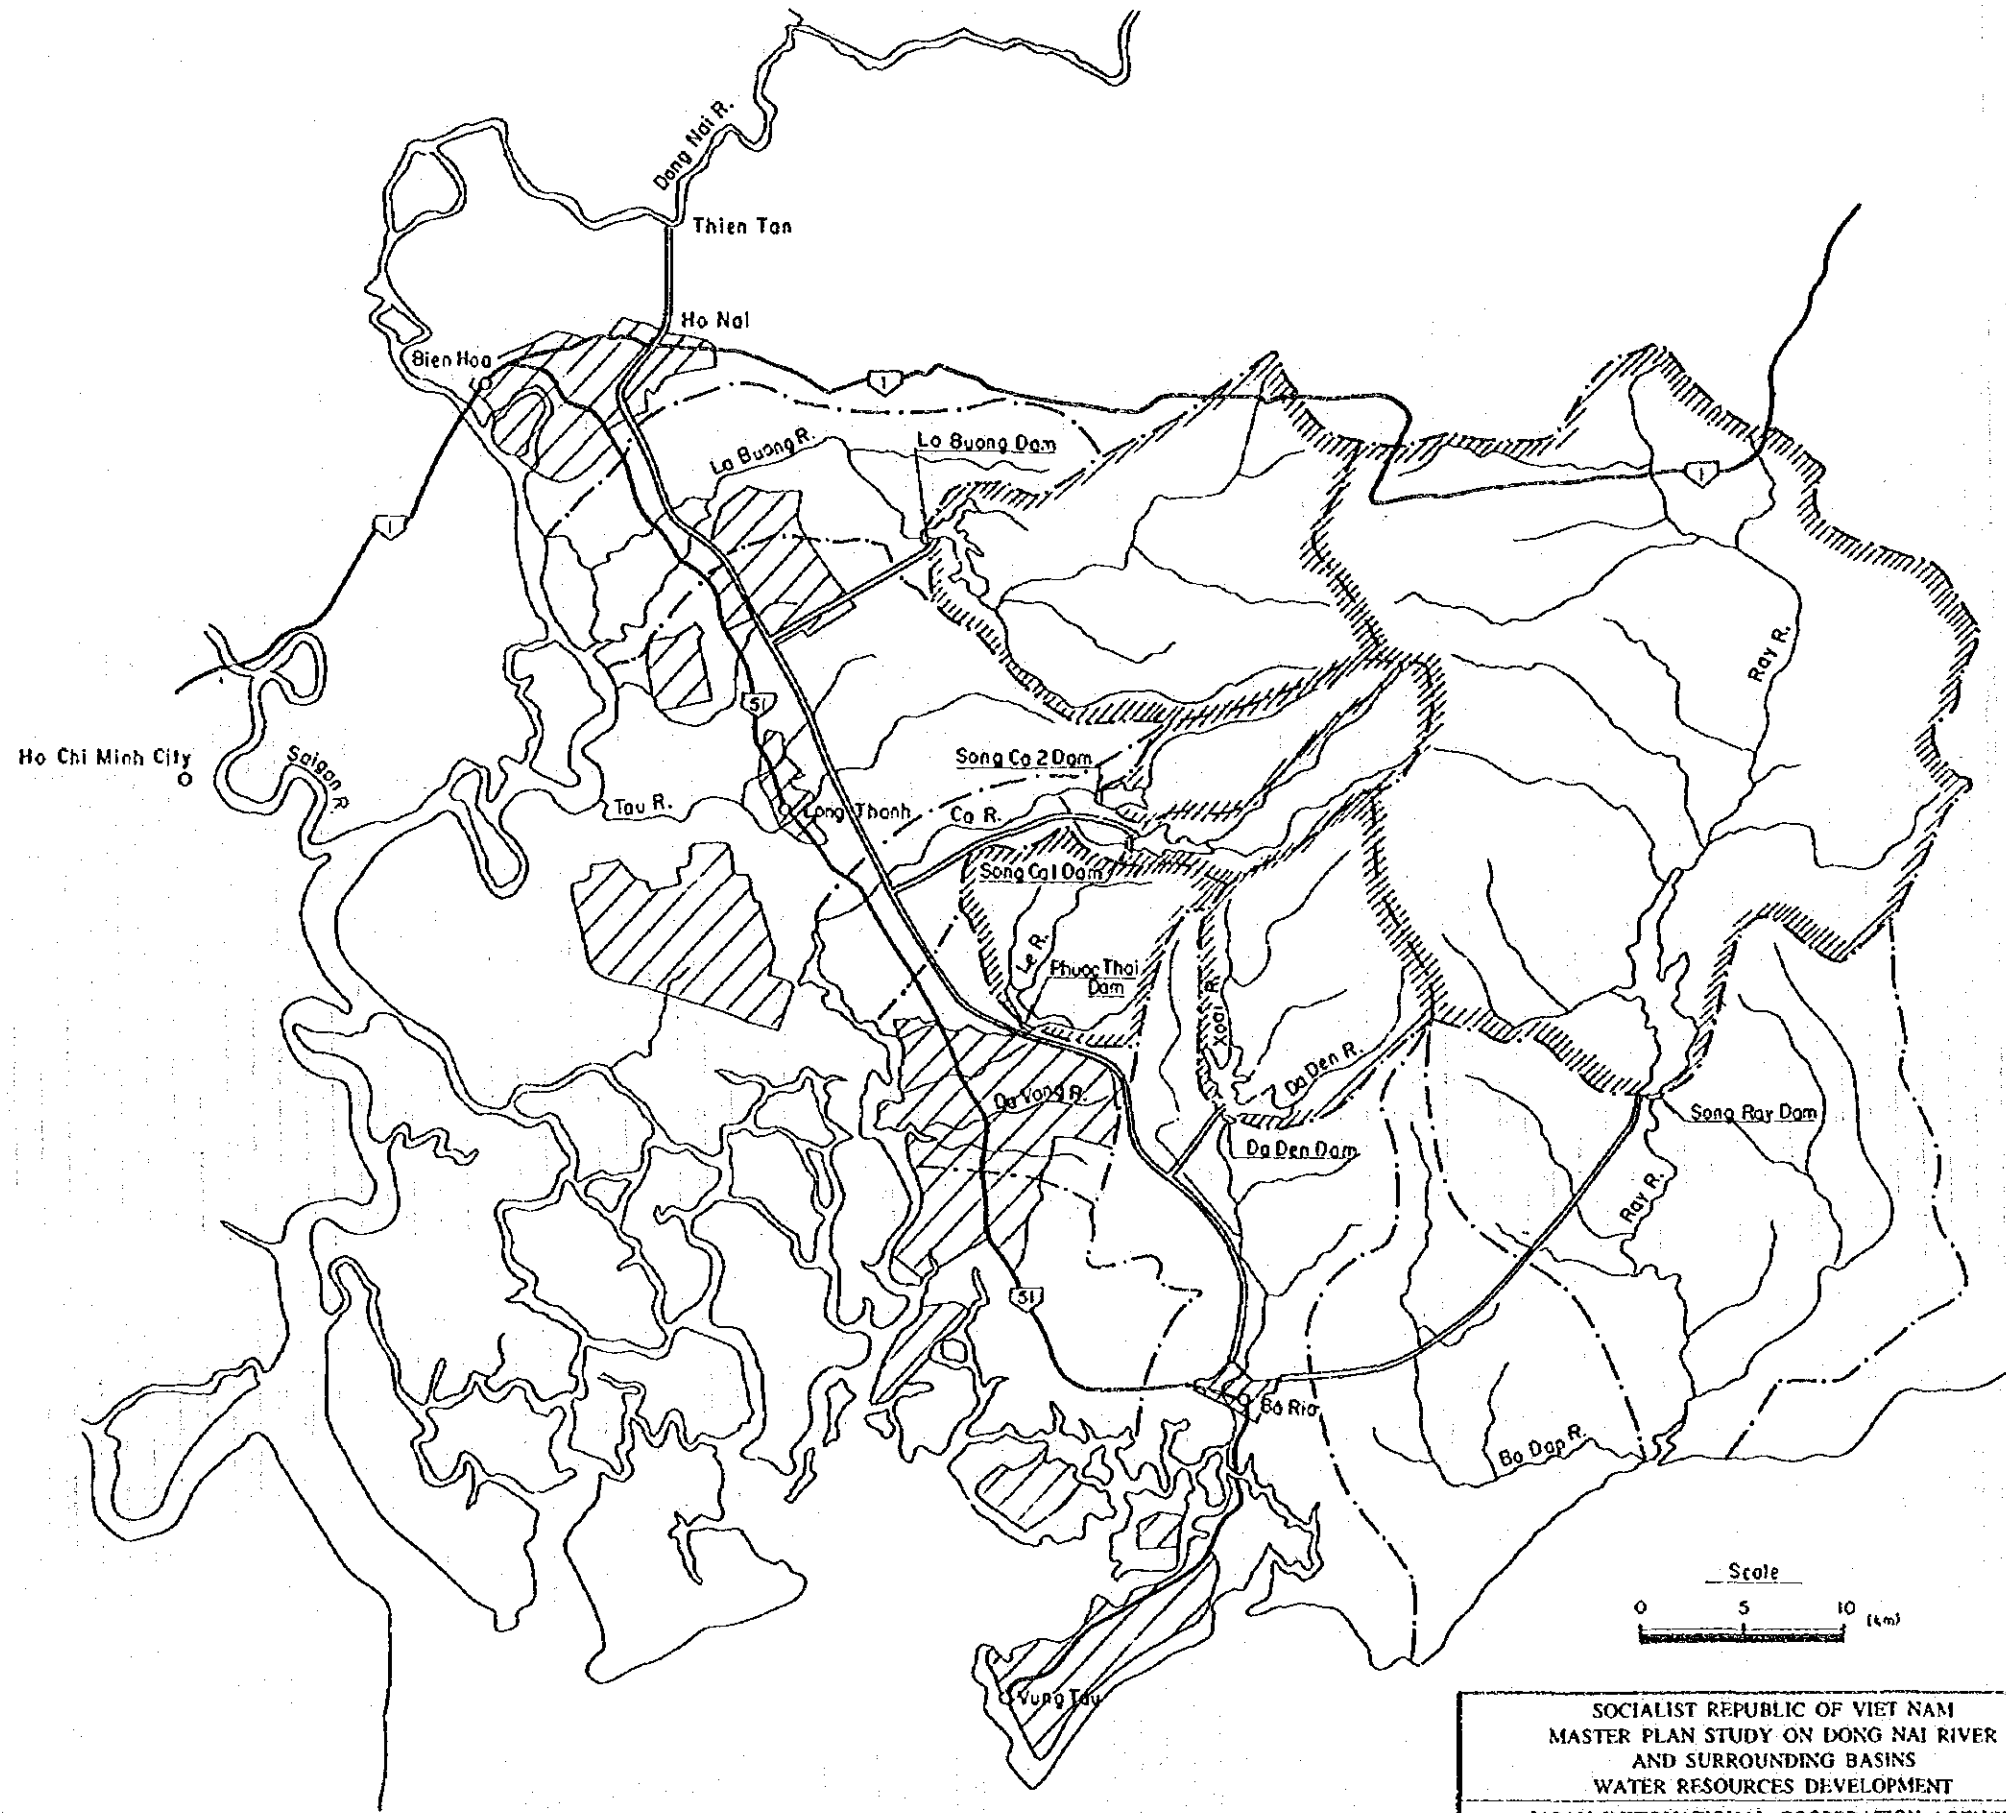 Dong Nai R.
Thien Tan
Ho Nai
Bien Hoa
1
La Buong R.
Lo Buong Dam
1
1
Ray R.
51
Ho Chi Minh City
Saigon R.
Song Ca 2 Dam
Tau R.
Long Thanh
Ca R.
Song Ca1 Dam
Le R.
Phuoc Thai
Dam
Xoai R.
Da Den R.
Da Vang R.
Song Ray Dam
Da Den Dam
Ray R.
51
Ba Ria
Ba Dap R.
Scale
0 5 10 (km)
Vung Tau
SOCIALIST REPUBLIC OF VIET NAM
MASTER PLAN STUDY ON DONG NAI RIVER
AND SURROUNDING BASINS
WATER RESOURCES DEVELOPMENT